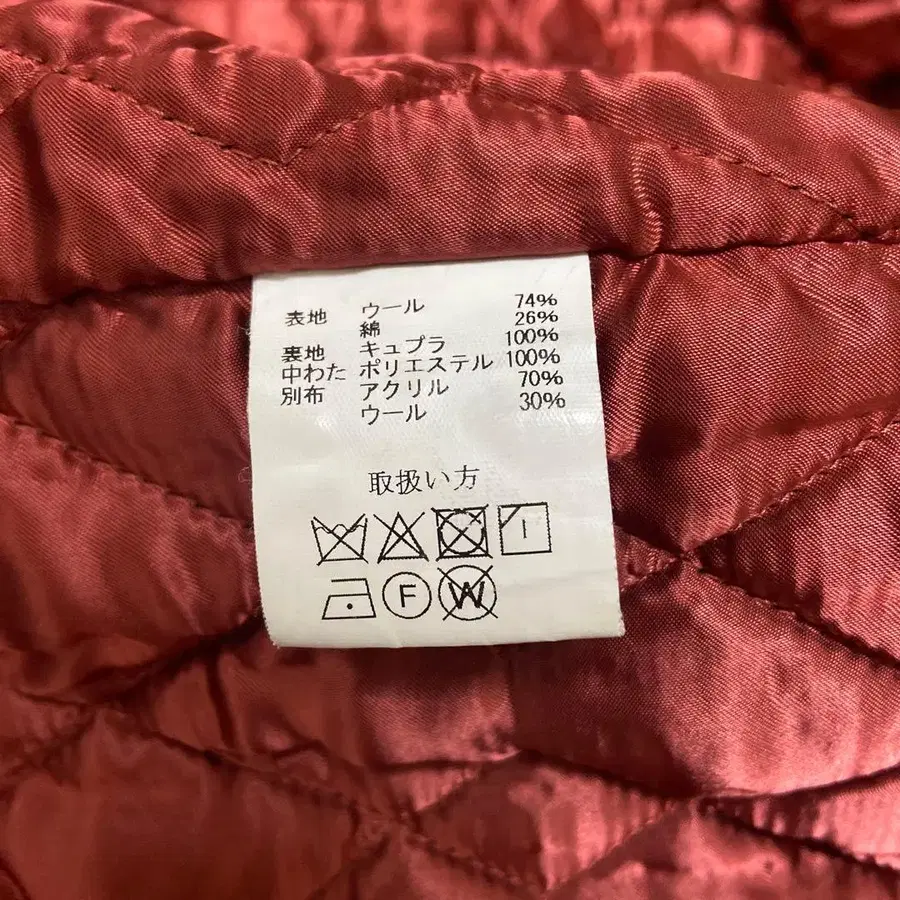 表地 ウール 74%
綿 26%
裏地 キュプラ 100%
中わた ポリエステル 100%
別布 アクリル 70%
ウール 30%
取扱い方
F W